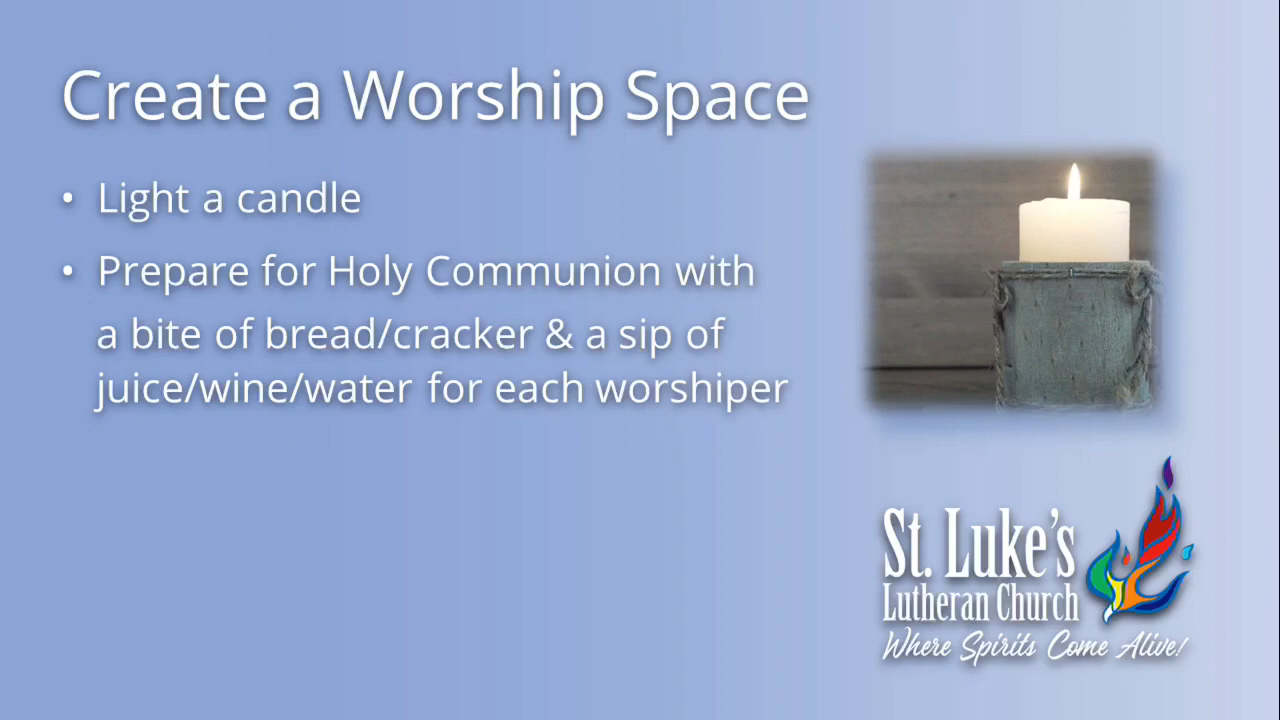 Create a Worship Space
• Light a candle
• Prepare for Holy Communion with
a bite of bread/cracker & a sip of
juice/wine/water for each worshiper
St. Luke's
Lutheran Church
Where Spirits Come Alive!